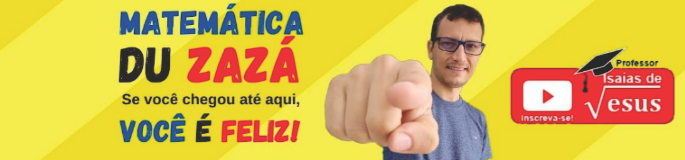 MATEMÁTICA
DU ZAZÁ
Se você chegou até aqui,
VOCÊ É FELIZ!
Professor
Isaias de
√esus
Inscreva-se!